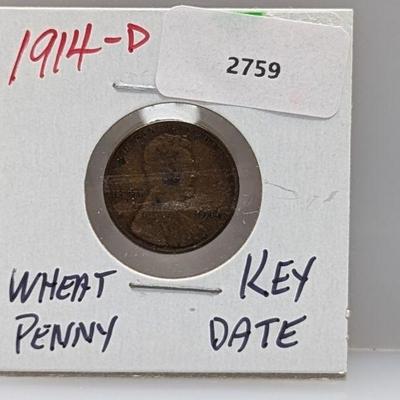 1914-D
2759
WHEAT PENNY
KEY DATE